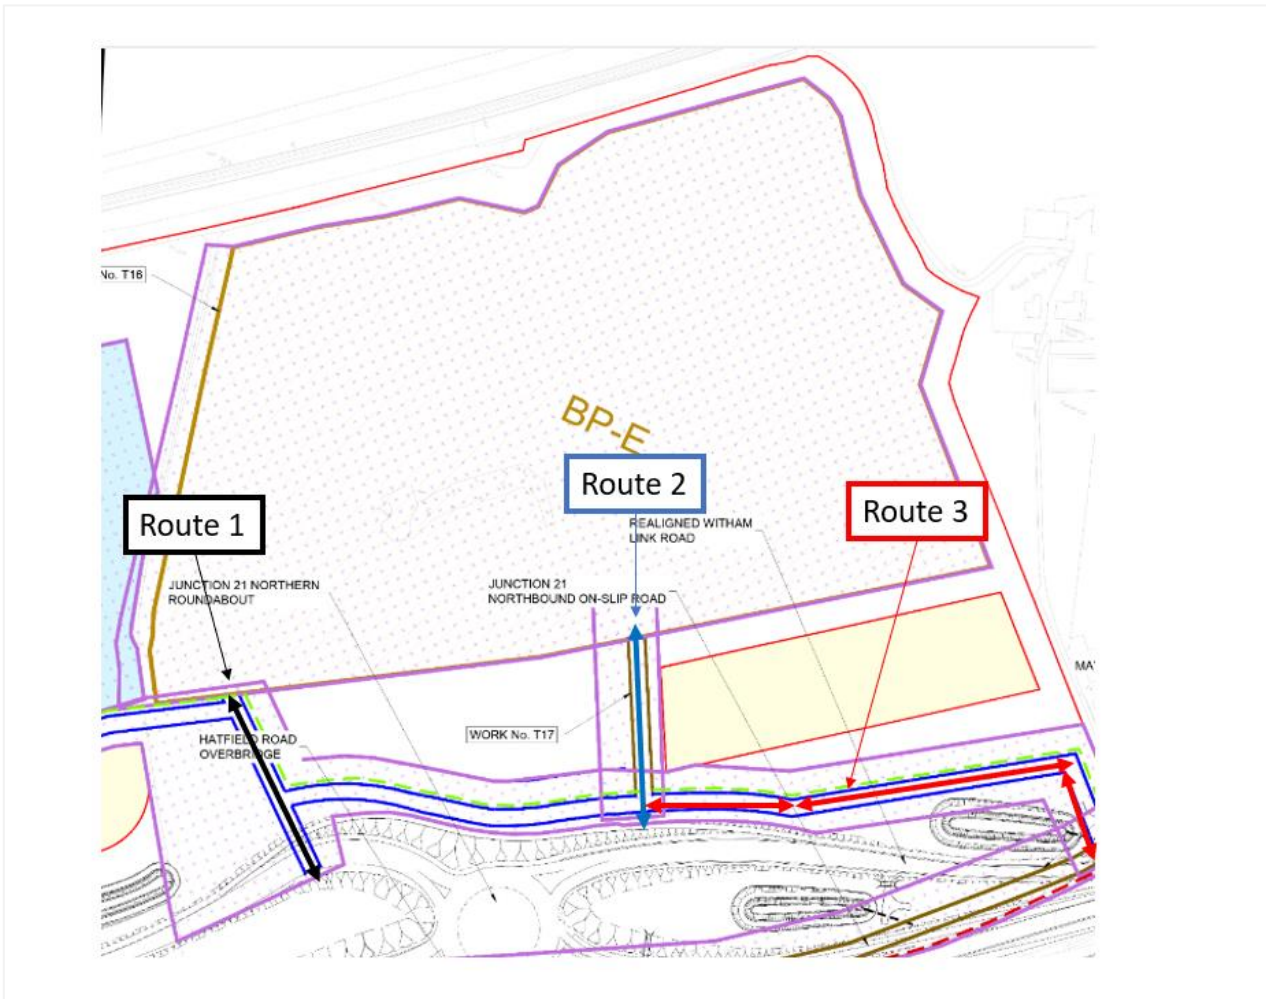 No. T16
BP-E
Route 2
Route 3
Route 1
REALIGNED WITHAM
LINK ROAD
JUNCTION 21 NORTHERN
ROUNDABOUT
JUNCTION 21
NORTHBOUND ON-SLIP ROAD
MA
WORK No. T17
HATFIELD ROAD
OVERBRIDGE